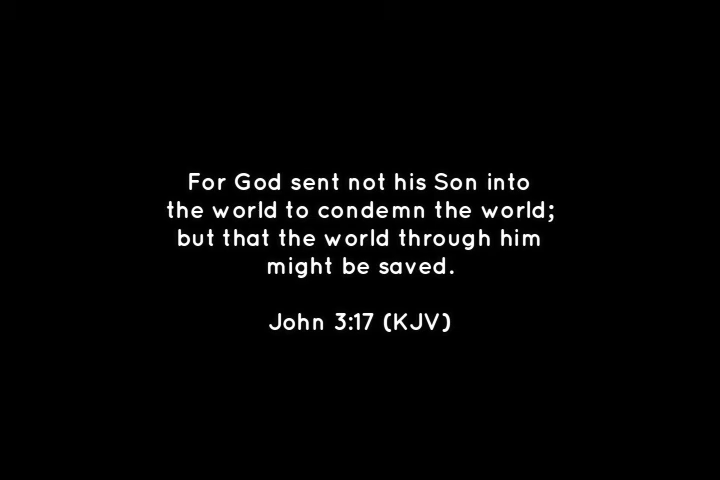 For God sent not his Son into
the world to condemn the world;
but that the world through him
might be saved.
John 3:17 (KJV)